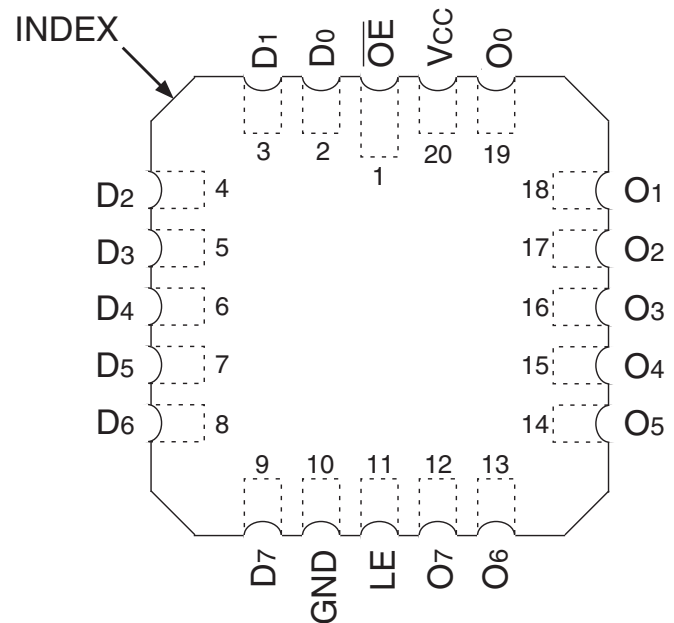 INDEX
D1 D0 O̅E̅ VCC O0
3 2 1 20 19
D2 4 18 O1
D3 5 17 O2
D4 6 16 O3
D5 7 15 O4
D6 8 14 O5
9 10 11 12 13
D7 GND LE O7 O6